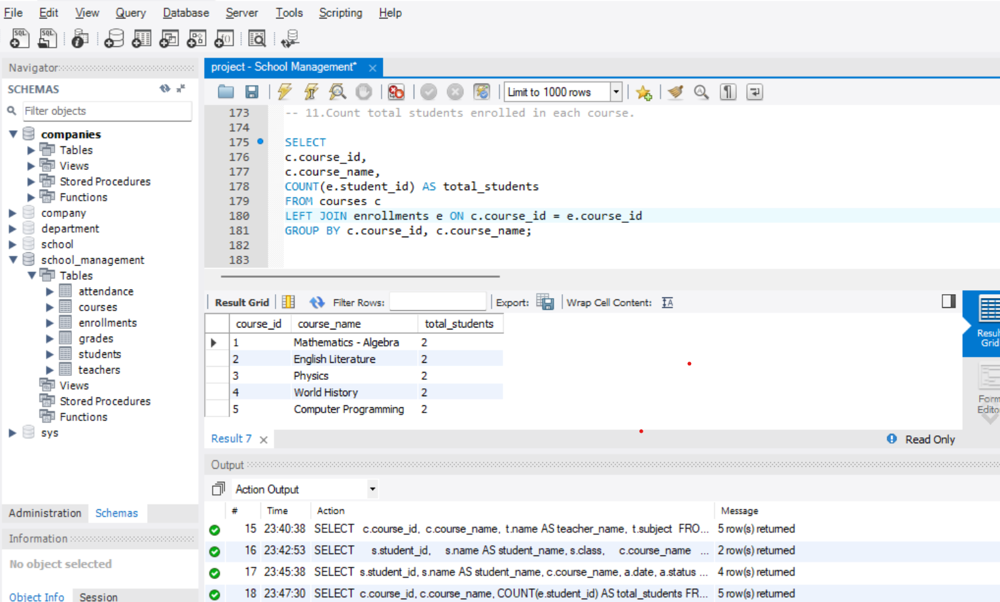 File Edit View Query Database Server Tools Scripting Help
Navigator
SCHEMAS
Filter objects
companies
Tables
Views
Stored Procedures
Functions
company
department
school
school_management
Tables
attendance
courses
enrollments
grades
students
teachers
Views
Stored Procedures
Functions
sys
Administration Schemas
Information
No object selected
Object Info Session
project - School Management*
Limit to 1000 rows
173 -- 11.Count total students enrolled in each course.
174
175 SELECT
176 c.course_id,
177 c.course_name,
178 COUNT(e.student_id) AS total_students
179 FROM courses c
180 LEFT JOIN enrollments e ON c.course_id = e.course_id
181 GROUP BY c.course_id, c.course_name;
182
183
Result Grid Filter Rows: Export: Wrap Cell Content:
course_id course_name total_students
1 Mathematics - Algebra 2
2 English Literature 2
3 Physics 2
4 World History 2
5 Computer Programming 2
Result Grid
Form Edito
Result 7 Read Only
Output
Action Output
# Time Action Message
15 23:40:38 SELECT c.course_id, c.course_name, t.name AS teacher_name, t.subject FRO... 5 row(s) returned
16 23:42:53 SELECT s.student_id, s.name AS student_name, s.class, c.course_name ... 2 row(s) returned
17 23:45:38 SELECT s.student_id, s.name AS student_name, c.course_name, a.date, a.status ... 4 row(s) returned
18 23:47:30 SELECT c.course_id, c.course_name, COUNT(e.student_id) AS total_students FR... 5 row(s) returned